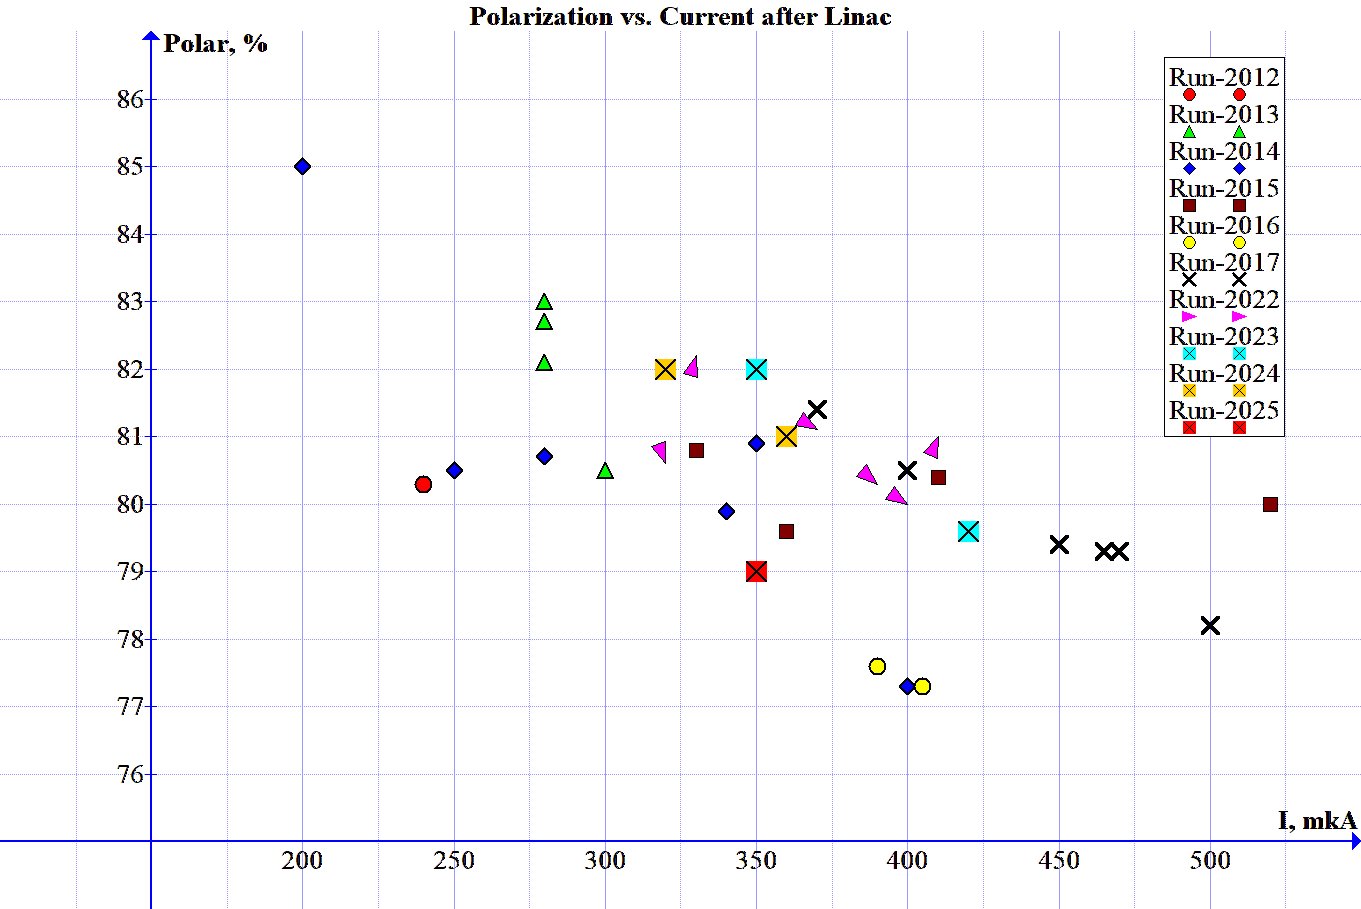 Polarization vs. Current after Linac
Polar, %
86
85
84
83
82
81
80
79
78
77
76
Run-2012
Run-2013
Run-2014
Run-2015
Run-2016
Run-2017
Run-2022
Run-2023
Run-2024
Run-2025
I, mkA
200 250 300 350 400 450 500